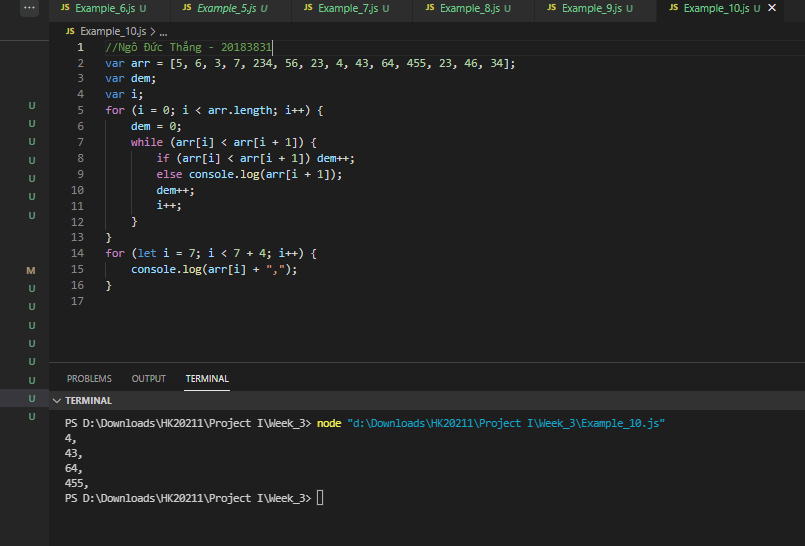 ... Example_6.js U JS Example_5.js U JS Example_7.js U JS Example_8.js U JS Example_9.js U JS Example_10.js U ×
JS Example_10.js > ...
1 //Ngô Đức Thắng - 20183831
2 var arr = [5, 6, 3, 7, 234, 56, 23, 4, 43, 64, 455, 23, 46, 34];
3 var dem;
4 var i;
5 for (i = 0; i < arr.length; i++) {
U 6 dem = 0;
U 7 while (arr[i] < arr[i + 1]) {
U 8 if (arr[i] < arr[i + 1]) dem++;
U 9 else console.log(arr[i + 1]);
U 10 dem++;
U 11 i++;
U 12 }
13 }
14 for (let i = 7; i < 7 + 4; i++) {
M 15 console.log(arr[i] + ",");
U 16 }
U 17
U
U
U
U PROBLEMS OUTPUT TERMINAL
U TERMINAL
U PS D:\Downloads\HK20211\Project I\Week_3> node "d:\Downloads\HK20211\Project I\Week_3\Example_10.js"
4,
43,
64,
455,
PS D:\Downloads\HK20211\Project I\Week_3>